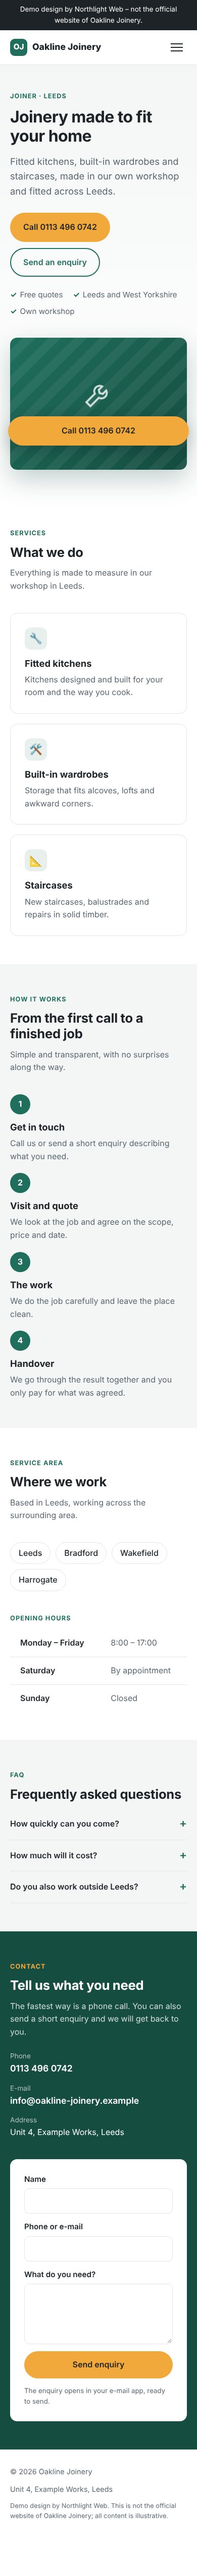 Demo design by Northlight Web – not the official
website of Oakline Joinery.
OJ Oakline Joinery
JOINER · LEEDS
Joinery made to fit
your home
Fitted kitchens, built-in wardrobes and
staircases, made in our own workshop
and fitted across Leeds.
Call 0113 496 0742
Send an enquiry
✓ Free quotes ✓ Leeds and West Yorkshire
✓ Own workshop
Call 0113 496 0742
SERVICES
What we do
Everything is made to measure in our
workshop in Leeds.
Fitted kitchens
Kitchens designed and built for your
room and the way you cook.
Built-in wardrobes
Storage that fits alcoves, lofts and
awkward corners.
Staircases
New staircases, balustrades and
repairs in solid timber.
HOW IT WORKS
From the first call to a
finished job
Simple and transparent, with no surprises
along the way.
1
Get in touch
Call us or send a short enquiry describing
what you need.
2
Visit and quote
We look at the job and agree on the scope,
price and date.
3
The work
We do the job carefully and leave the place
clean.
4
Handover
We go through the result together and you
only pay for what was agreed.
SERVICE AREA
Where we work
Based in Leeds, working across the
surrounding area.
Leeds Bradford Wakefield
Harrogate
OPENING HOURS
Monday – Friday 8:00 – 17:00
Saturday By appointment
Sunday Closed
FAQ
Frequently asked questions
How quickly can you come? +
How much will it cost? +
Do you also work outside Leeds? +
CONTACT
Tell us what you need
The fastest way is a phone call. You can also
send a short enquiry and we will get back to
you.
Phone
0113 496 0742
E-mail
info@oakline-joinery.example
Address
Unit 4, Example Works, Leeds
Name
Phone or e-mail
What do you need?
Send enquiry
The enquiry opens in your e-mail app, ready
to send.
© 2026 Oakline Joinery
Unit 4, Example Works, Leeds
Demo design by Northlight Web. This is not the official
website of Oakline Joinery; all content is illustrative.